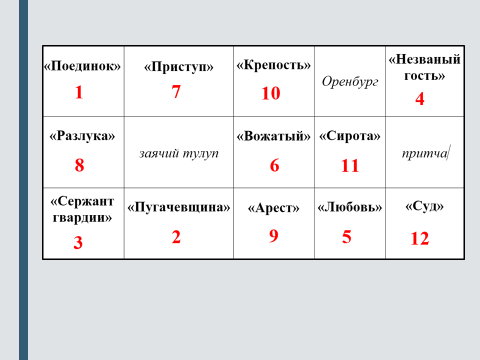 «Поединок» «Приступ» «Крепость» Оренбург «Незваный
гость»
1 7 10 4
«Разлука» заячий тулуп «Вожатый» «Сирота» притча
8 6 11
«Сержант
гвардии» «Пугачевщина» «Арест» «Любовь» «Суд»
3 2 9 5 12